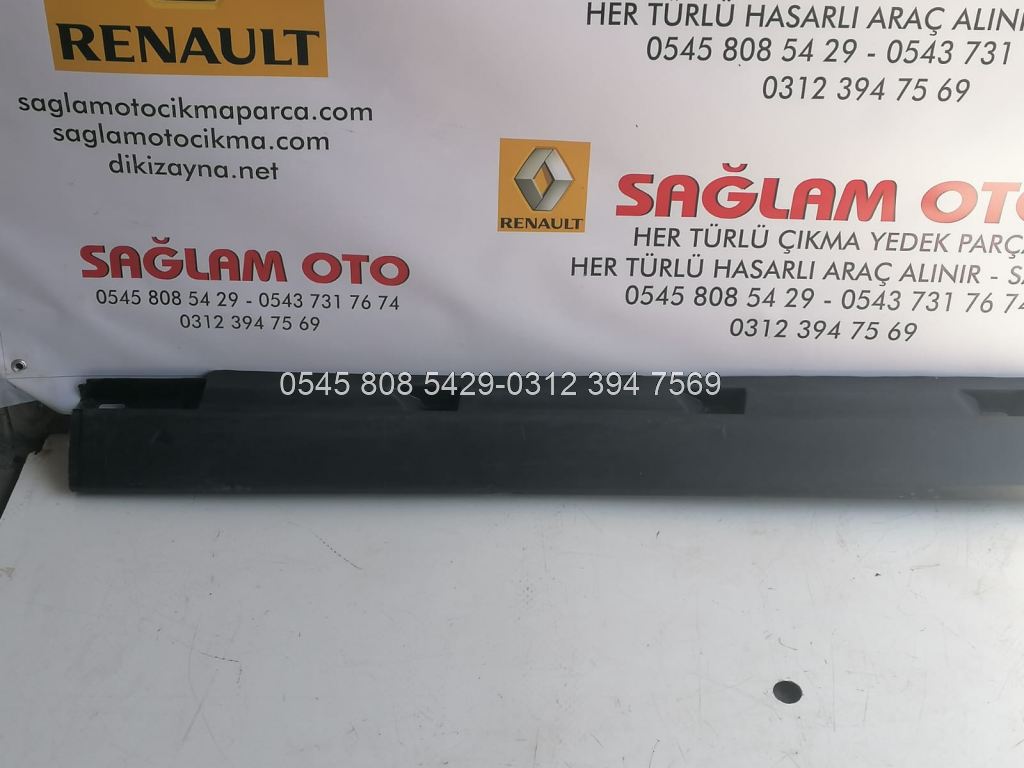 RENAULT
saglamotocikmaparca.com
saglamotocikma.com
dikizayna.net
SAĞLAM OTO
0545 808 54 29 - 0543 731 76 74
0312 394 75 69
HER TÜRLÜ HASARLI ARAÇ ALINI
0545 808 54 29 - 0543 731
0312 394 75 69
RENAULT
SAĞLAM OTO
HER TÜRLÜ ÇIKMA YEDEK PARÇA
HER TÜRLÜ HASARLI ARAÇ ALINIR - S
0545 808 54 29 - 0543 731 76 74
0312 394 75 69
0545 808 5429-0312 394 7569